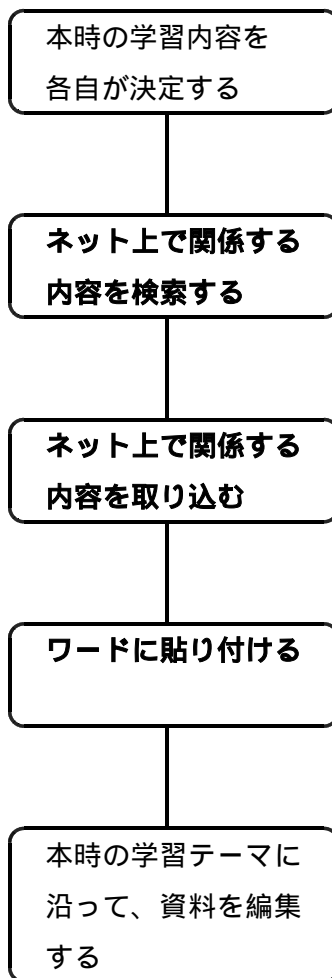 本時の学習内容を
各自が決定する
ネット上で関係する
内容を検索する
ネット上で関係する
内容を取り込む
ワードに貼り付ける
本時の学習テーマに
沿って、資料を編集
する